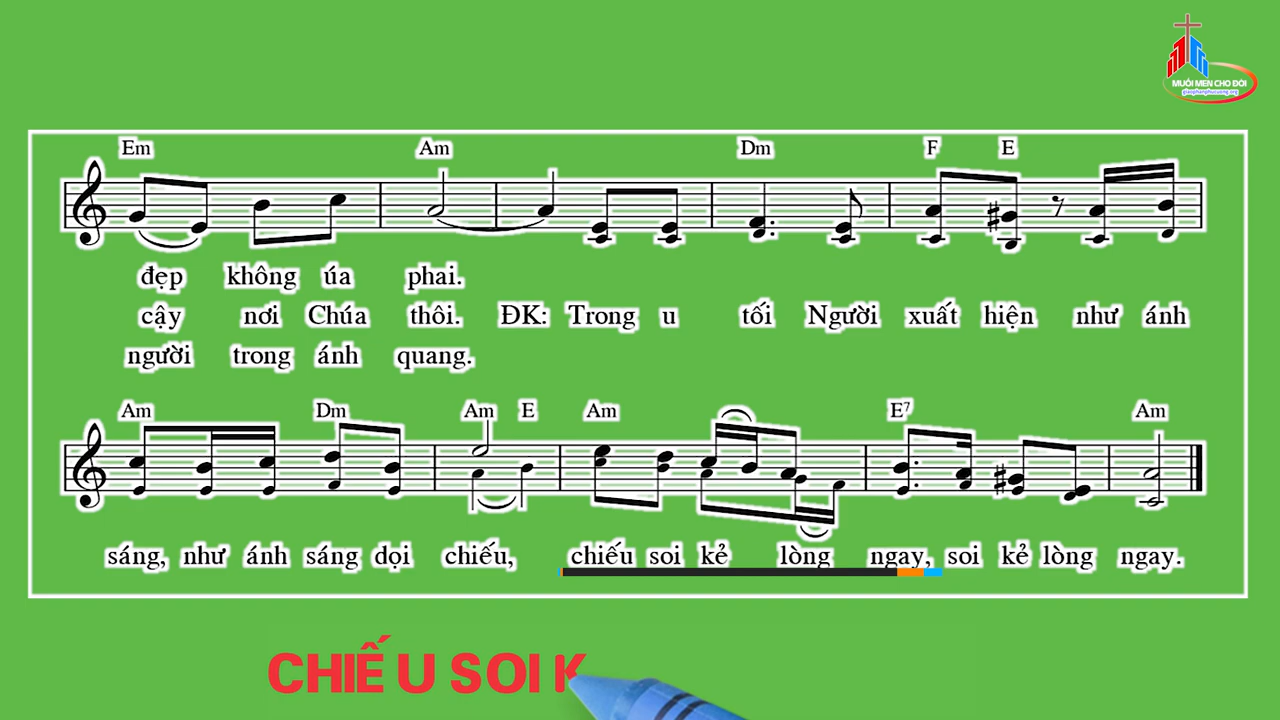 MUỐI MEN CHO ĐỜI
giaophanphucuong.org
Em Am Dm F E
đẹp không úa phai.
cậy nơi Chúa thôi. ĐK: Trong u tối Người xuất hiện như ánh
người trong ánh quang.
Am Dm Am E Am E7 Am
sáng, như ánh sáng dọi chiếu, chiếu soi kẻ lòng ngay, soi kẻ lòng ngay.
CHIẾU SOI K